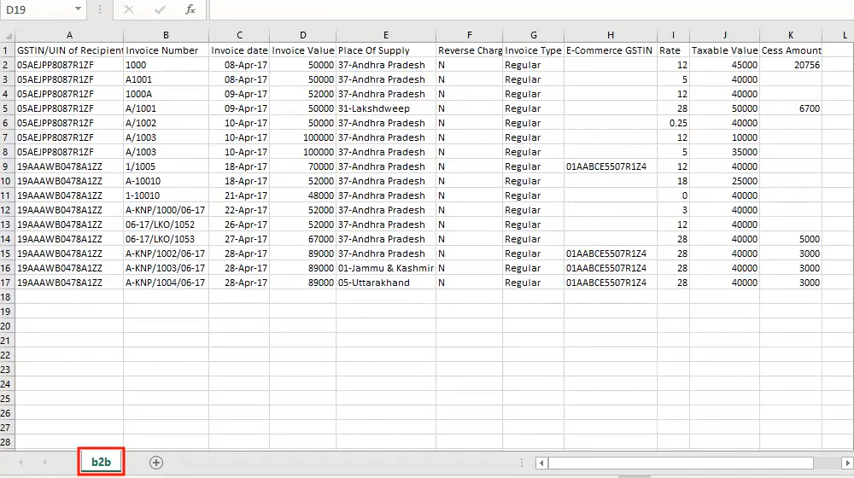 D19
fx
A B C D E F G H I J K L
1 GSTIN/UIN of Recipient Invoice Number Invoice date Invoice Value Place Of Supply Reverse Charg Invoice Type E-Commerce GSTIN Rate Taxable Value Cess Amount
2 05AEJPP8087R1ZF 1000 08-Apr-17 50000 37-Andhra Pradesh N Regular 12 45000 20756
3 05AEJPP8087R1ZF A1001 08-Apr-17 50000 37-Andhra Pradesh N Regular 5 40000
4 05AEJPP8087R1ZF 1000A 09-Apr-17 52000 37-Andhra Pradesh N Regular 12 40000
5 05AEJPP8087R1ZF A/1001 09-Apr-17 50000 31-Lakshdweep N Regular 28 50000 6700
6 05AEJPP8087R1ZF A/1002 10-Apr-17 50000 37-Andhra Pradesh N Regular 0.25 40000
7 05AEJPP8087R1ZF A/1003 10-Apr-17 100000 37-Andhra Pradesh N Regular 12 10000
8 05AEJPP8087R1ZF A/1003 10-Apr-17 100000 37-Andhra Pradesh N Regular 5 35000
9 19AAAWB0478A1ZZ 1/1005 18-Apr-17 70000 37-Andhra Pradesh N Regular 01AABCE5507R1Z4 12 40000
10 19AAAWB0478A1ZZ A-10010 18-Apr-17 52000 37-Andhra Pradesh N Regular 18 25000
11 19AAAWB0478A1ZZ 1-10010 21-Apr-17 48000 37-Andhra Pradesh N Regular 0 40000
12 19AAAWB0478A1ZZ A-KNP/1000/06-17 22-Apr-17 52000 37-Andhra Pradesh N Regular 3 40000
13 19AAAWB0478A1ZZ 06-17/LKO/1052 26-Apr-17 52000 37-Andhra Pradesh N Regular 12 40000
14 19AAAWB0478A1ZZ 06-17/LKO/1053 27-Apr-17 67000 37-Andhra Pradesh N Regular 28 40000 5000
15 19AAAWB0478A1ZZ A-KNP/1002/06-17 28-Apr-17 89000 37-Andhra Pradesh N Regular 01AABCE5507R1Z4 28 40000 3000
16 19AAAWB0478A1ZZ A-KNP/1003/06-17 28-Apr-17 89000 01-Jammu & Kashmir N Regular 01AABCE5507R1Z4 28 40000 3000
17 19AAAWB0478A1ZZ A-KNP/1004/06-17 28-Apr-17 89000 05-Uttarakhand N Regular 01AABCE5507R1Z4 28 40000 3000
18
19
20
21
22
23
24
25
26
27
28
b2b